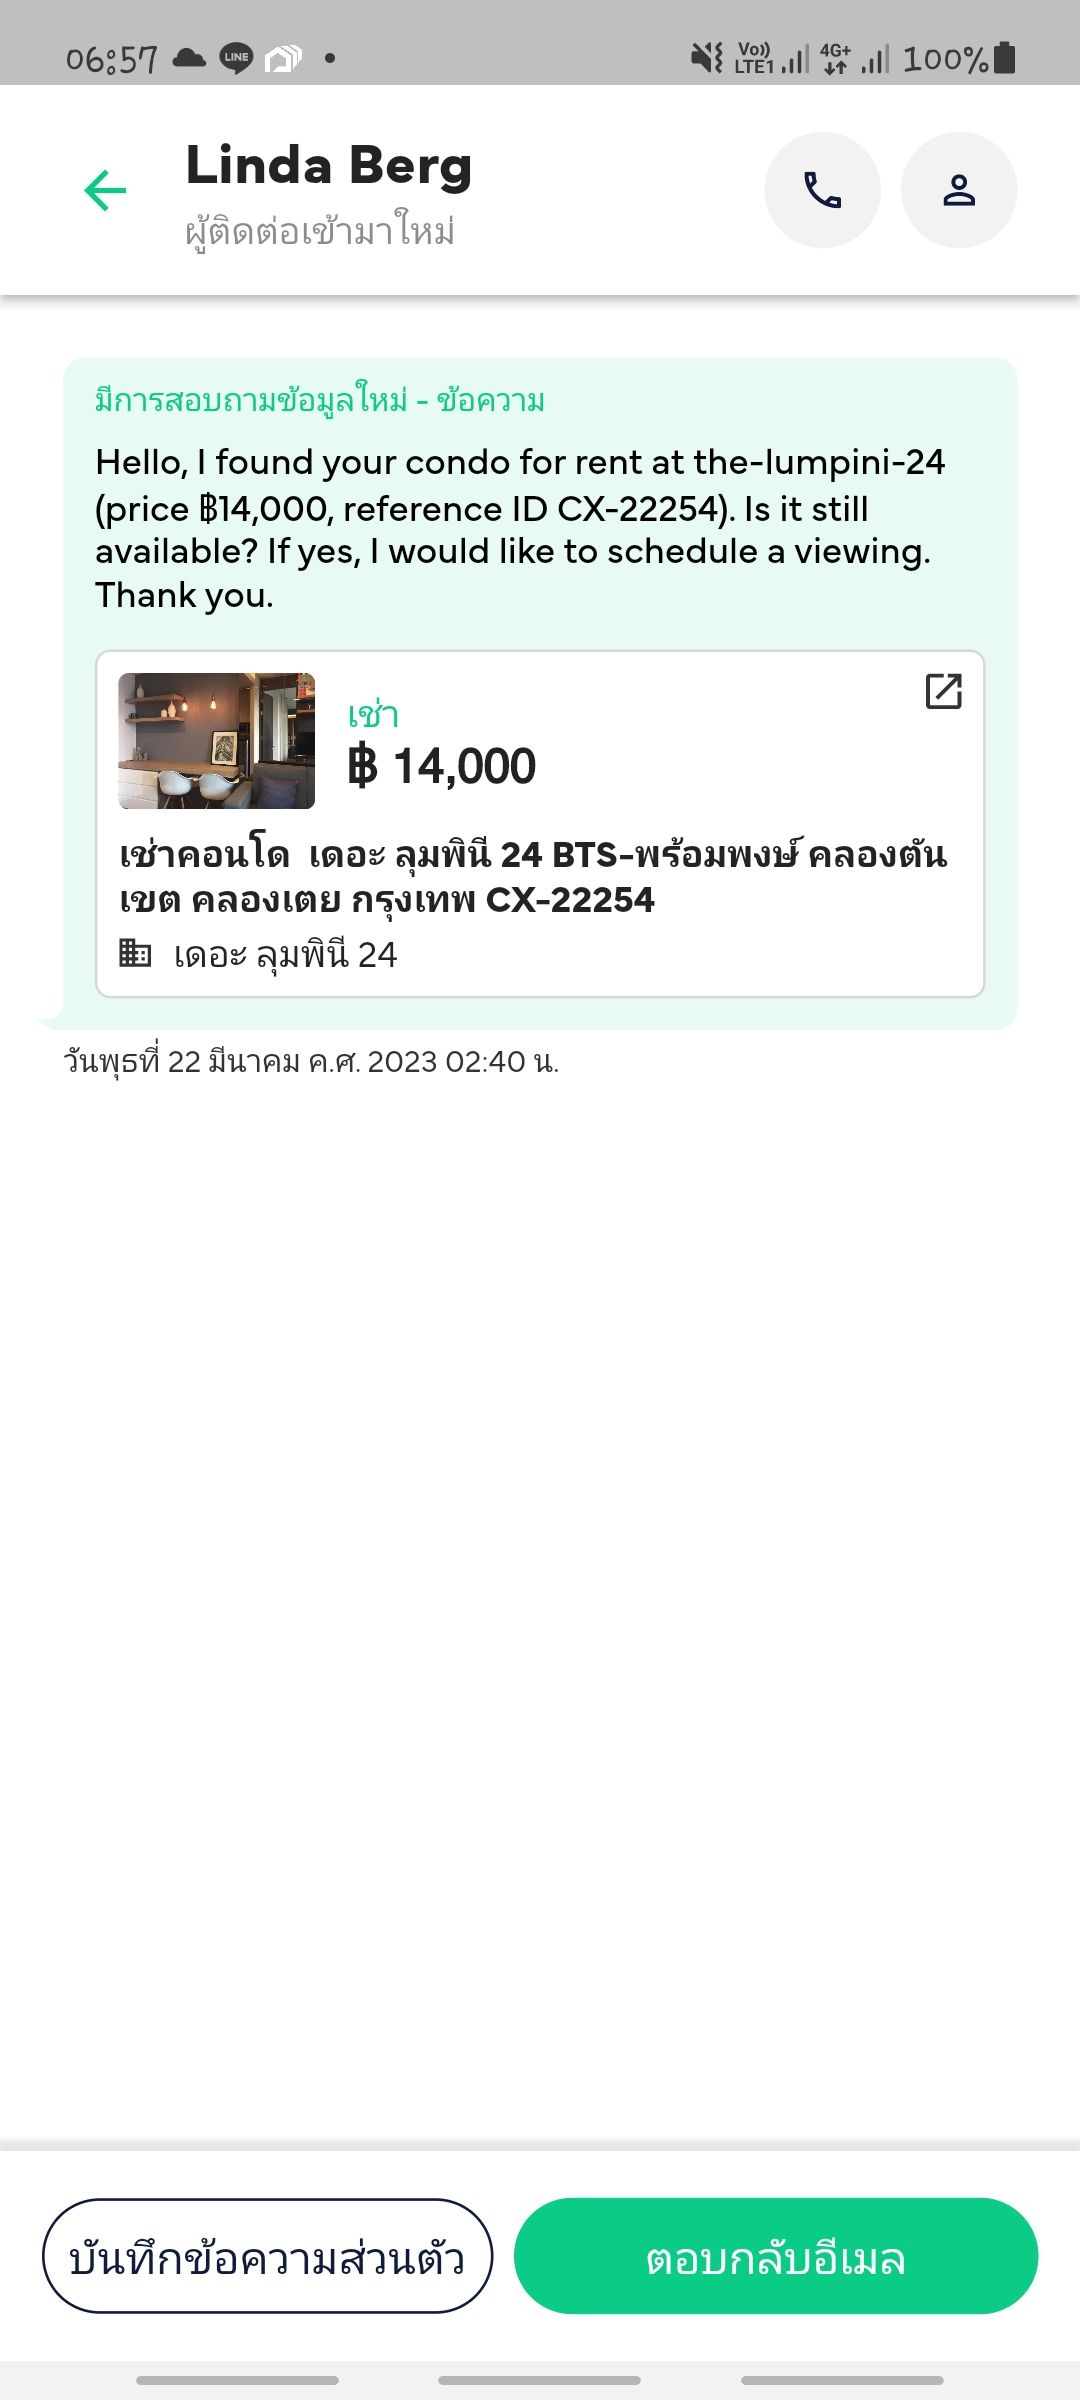 06:57 LINE Vo)) LTE1 4G+ 100%
Linda Berg
ผู้ติดต่อเข้ามาใหม่
มีการสอบถามข้อมูลใหม่ - ข้อความ
Hello, I found your condo for rent at the-lumpini-24
(price ฿14,000, reference ID CX-22254). Is it still
available? If yes, I would like to schedule a viewing.
Thank you.
เช่า
฿ 14,000
เช่าคอนโด เดอะ ลุมพินี 24 BTS-พร้อมพงษ์ คลองตัน
เขต คลองเตย กรุงเทพ CX-22254
เดอะ ลุมพินี 24
วันพุธที่ 22 มีนาคม ค.ศ. 2023 02:40 น.
บันทึกข้อความส่วนตัว
ตอบกลับอีเมล